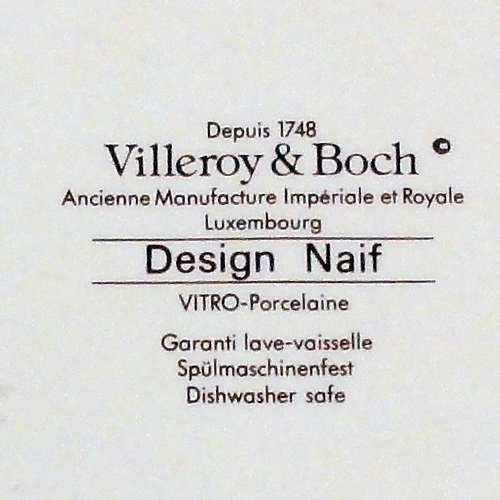 Depuis 1748
Villeroy & Boch ©
Ancienne Manufacture Impériale et Royale
Luxembourg
Design Naif
VITRO-Porcelaine
Garanti lave-vaisselle
Spülmaschinenfest
Dishwasher safe